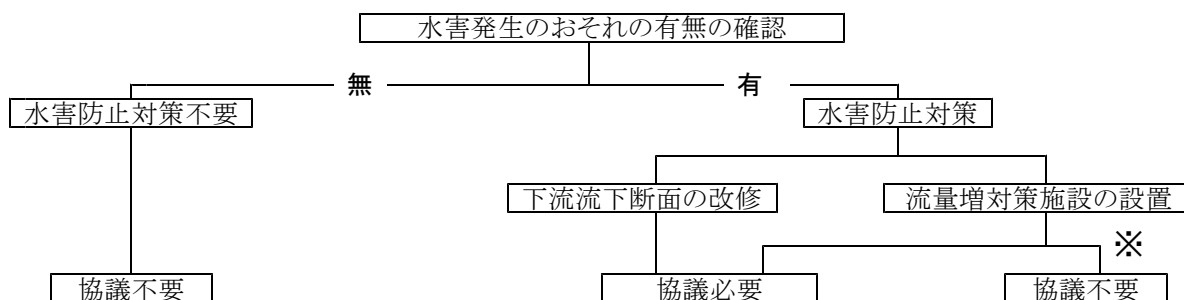 水害発生のおそれの有無の確認
無
有
水害防止対策不要
水害防止対策
下流流下断面の改修
流量増対策施設の設置
※
協議不要
協議必要
協議不要